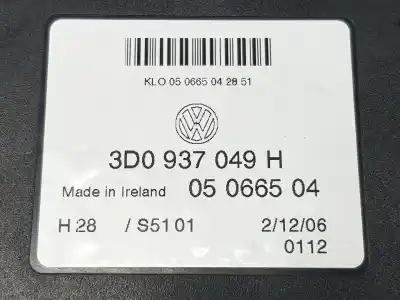 KLO 05 0665 04 28 51
VW
3D0 937 049 H
Made in Ireland 05 0665 04
H 28 / S51 01 2/12/06
0112